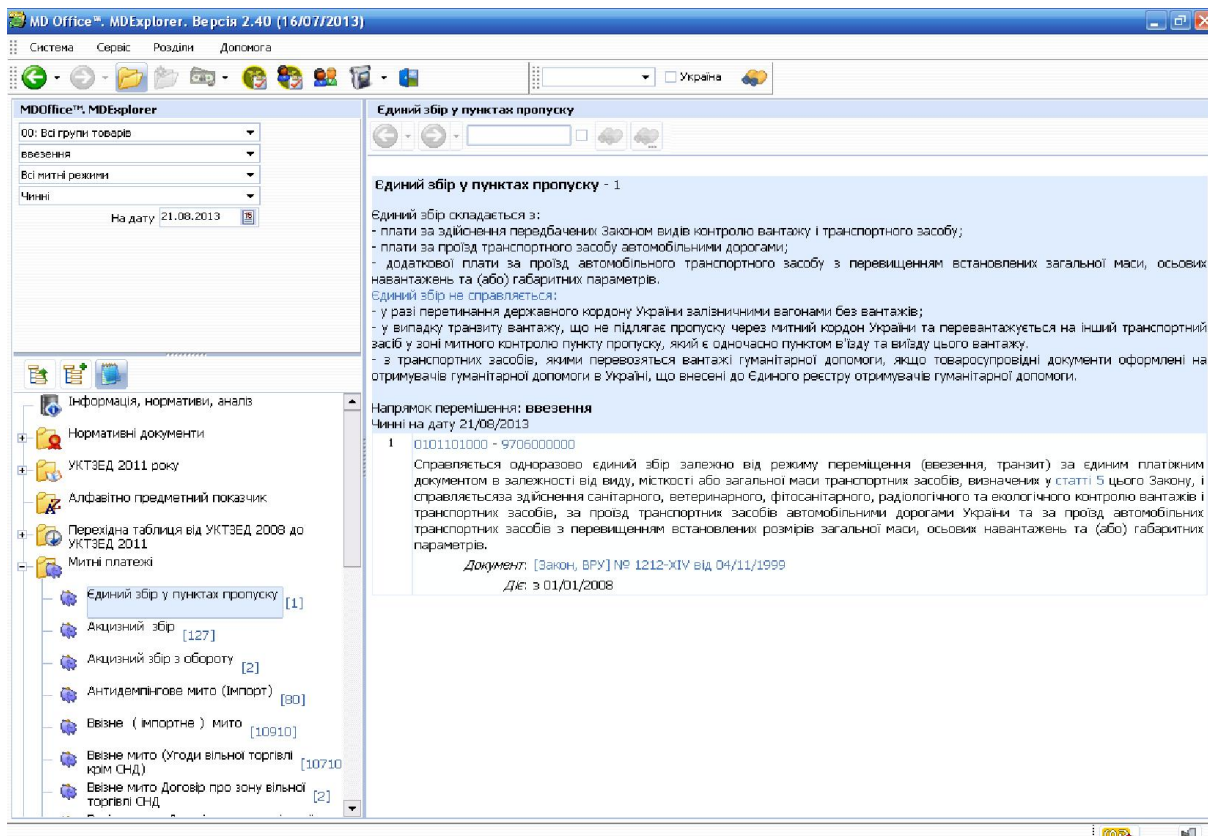 MD Office™. MDExplorer. Версія 2.40 (16/07/2013)
Система Сервіс Розділи Допомога
Україна
MDOffice™. MDExplorer
00: Всі групи товарів
ввезення
Всі митні режими
Чинні
На дату 21.08.2013
Інформація, нормативи, аналіз
Нормативні документи
УКТЗЕД 2011 року
Алфавітно предметний показчик
Перехідна таблиця від УКТЗЕД 2008 до
УКТЗЕД 2011
Митні платежі
Єдиний збір у пунктах пропуску [1]
Акцизний збір [127]
Акцизний збір з обороту [2]
Антидемпінгове мито (Імпорт) [80]
Ввізне ( імпортне ) мито [10910]
Ввізне мито (Угоди вільної торгівлі
крім СНД) [10710
Ввізне мито Договір про зону вільної
торгівлі СНД [2]
Єдиний збір у пунктах пропуску
Єдиний збір у пунктах пропуску - 1
Єдиний збір складається з:
- плати за здійснення передбачених Законом видів контролю вантажу і транспортного засобу;
- плати за проїзд транспортного засобу автомобільними дорогами;
- додаткової плати за проїзд автомобільного транспортного засобу з перевищенням встановлених загальної маси, осьових
навантажень та (або) габаритних параметрів.
Єдиний збір не справляється:
- у разі перетинання державного кордону України залізничними вагонами без вантажів;
- у випадку транзиту вантажу, що не підлягає пропуску через митний кордон України та перевантажується на інший транспортний
засіб у зоні митного контролю пункту пропуску, який є одночасно пунктом в'їзду та виїзду цього вантажу.
- з транспортних засобів, якими перевозяться вантажі гуманітарної допомоги, якщо товаросупровідні документи оформлені на
отримувачів гуманітарної допомоги в Україні, що внесені до Єдиного реєстру отримувачів гуманітарної допомоги.
Напрямок переміщення: ввезення
Чинні на дату 21/08/2013
1 0101101000 - 9706000000
Справляється одноразово єдиний збір залежно від режиму переміщення (ввезення, транзит) за єдиним платіжним
документом в залежності від виду, місткості або загальної маси транспортних засобів, визначених у статті 5 цього Закону, і
справляєтьсяза здійснення санітарного, ветеринарного, фітосанітарного, радіологічного та екологічного контролю вантажів і
транспортних засобів, за проїзд транспортних засобів автомобільними дорогами України та за проїзд автомобільних
транспортних засобів з перевищенням встановлених розмірів загальної маси, осьових навантажень та (або) габаритних
параметрів.
Документ: [Закон, ВРУ] № 1212-XIV від 04/11/1999
Діє: з 01/01/2008